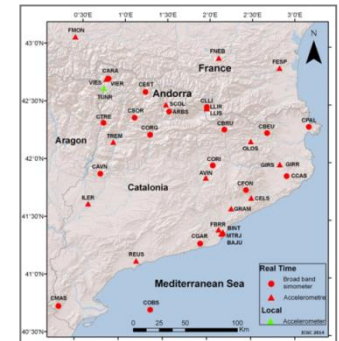 0°30'E 1°0'E 1°30'E 2°0'E 2°30'E 3°0'E
43°0'N
FMON
FNEB
France
FESP
CARA
VIES VIER
TUNR
CEET
Andorra
42°30'N
SCOL
ARBS
CLLI
LLIR
LLIS
CTRE
CSOR
CORG
CBRU
CBEU
CPAL
Aragon
TREM
OLOS
42°0'N
CAVN
CORI
AVIN
GIRS GIRR
CCAS
Catalonia
CFON
CELS
ILER
GRAM
41°30'N
FBRR
BINT
MTRJ
BAJU
CGAR
REUS
41°0'N
Mediterranean Sea
CMAS
COBS
40°30'N
0 25 50 100
Km
Real Time
Broad band
sismometer
Accelerometre
Local
Accelerometer
ICGC 2014